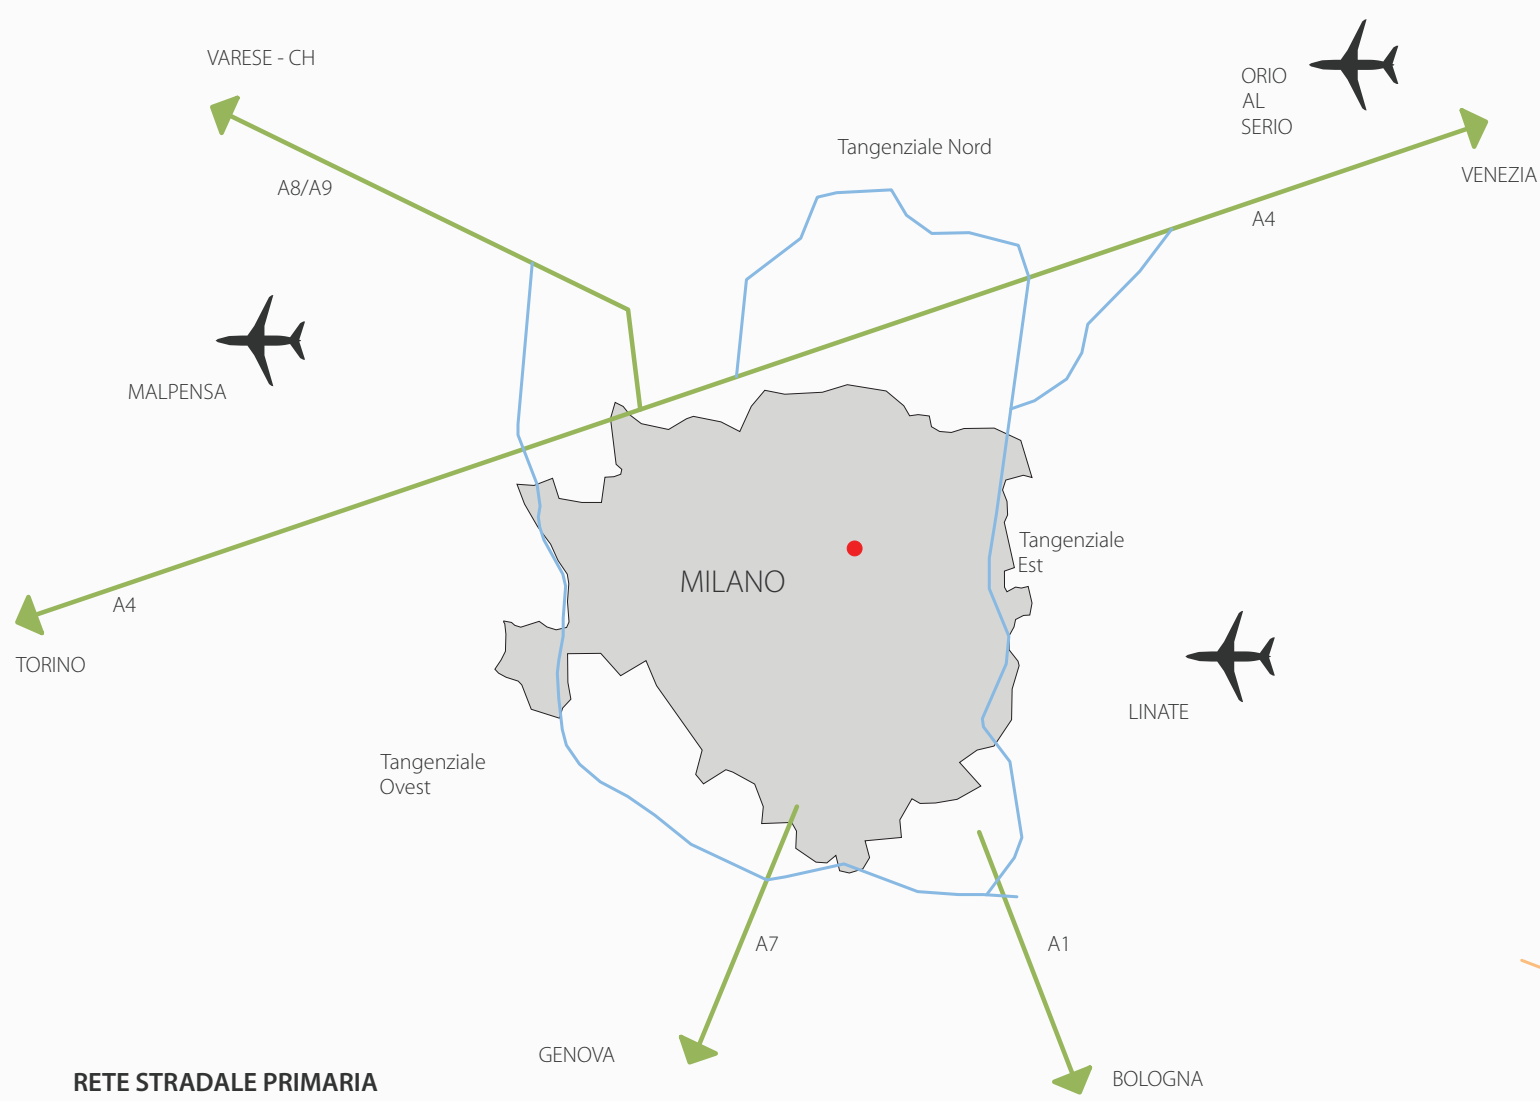 VARESE - CH
ORIO
AL
SERIO
Tangenziale Nord
VENEZIA
A8/A9
A4
MALPENSA
Tangenziale
Est
MILANO
A4
TORINO
LINATE
Tangenziale
Ovest
A7
A1
GENOVA
BOLOGNA
RETE STRADALE PRIMARIA